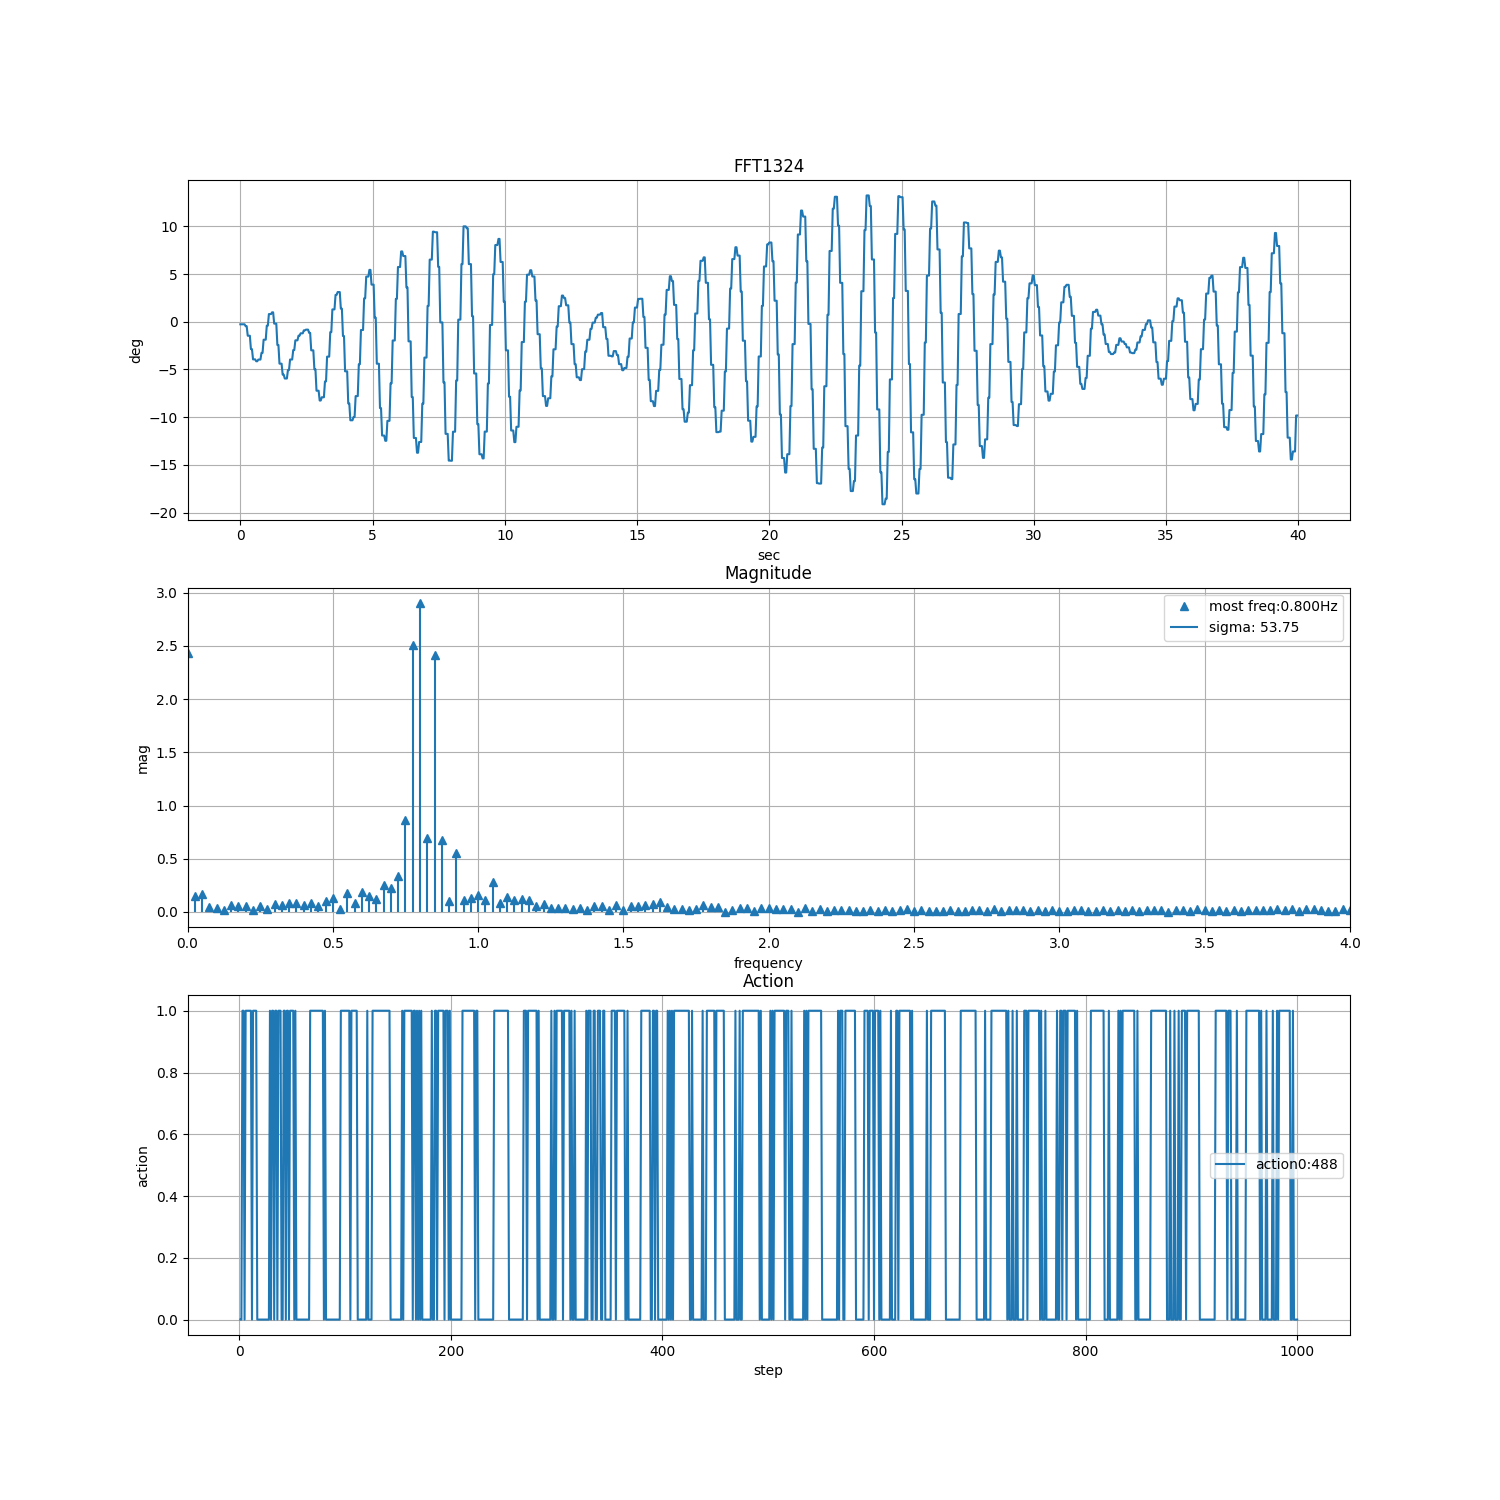 FFT1324
10
5
0
−5
−10
−15
−20
deg
0 5 10 15 20 25 30 35 40
sec
Magnitude
3.0
2.5
2.0
1.5
1.0
0.5
0.0
mag
most freq:0.800Hz
sigma: 53.75
0.0 0.5 1.0 1.5 2.0 2.5 3.0 3.5 4.0
frequency
Action
1.0
0.8
0.6
0.4
0.2
0.0
action
action0:488
0 200 400 600 800 1000
step